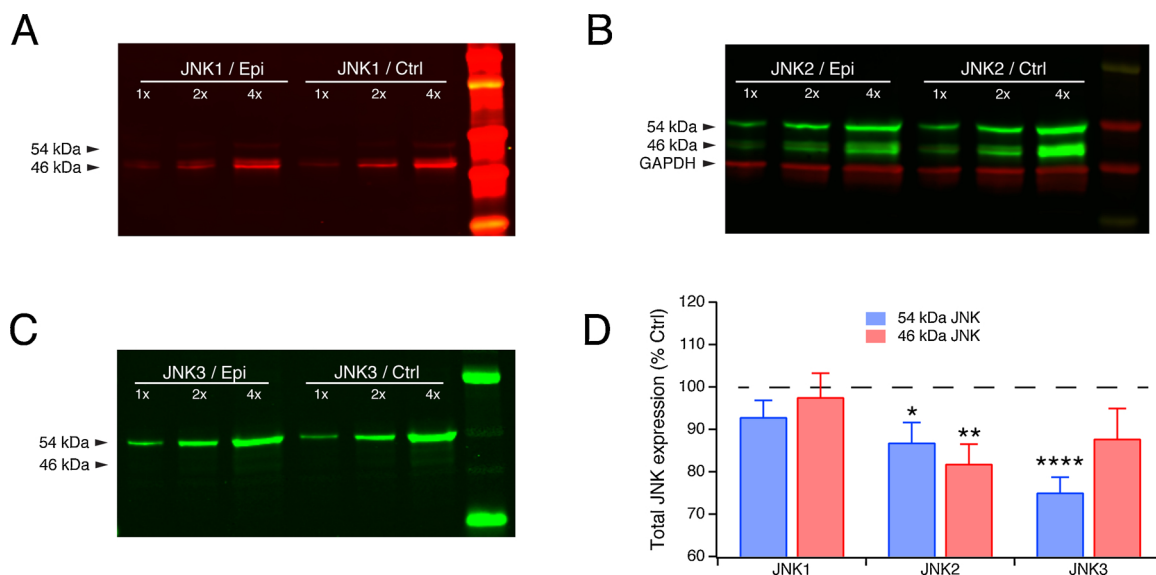 A
JNK1 / Epi JNK1 / Ctrl
1x 2x 4x 1x 2x 4x
54 kDa
46 kDa
B
JNK2 / Epi JNK2 / Ctrl
1x 2x 4x 1x 2x 4x
54 kDa
46 kDa
GAPDH
C
JNK3 / Epi JNK3 / Ctrl
1x 2x 4x 1x 2x 4x
54 kDa
46 kDa
D
Total JNK expression (% Ctrl)
120
110
100
90
80
70
60
54 kDa JNK
46 kDa JNK
*
**
****
JNK1 JNK2 JNK3